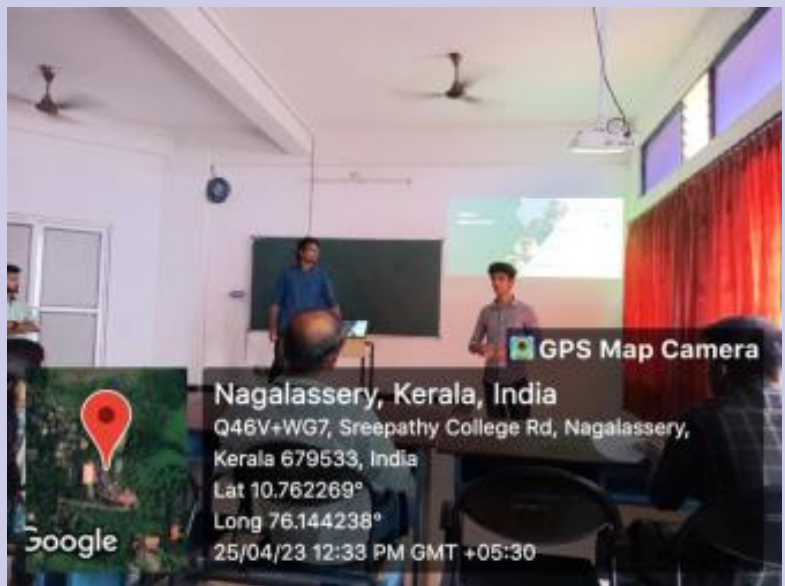 GPS Map Camera
Nagalassery, Kerala, India
Q46V+WG7, Sreepathy College Rd, Nagalassery,
Kerala 679533, India
Lat 10.762269°
Long 76.144238°
25/04/23 12:33 PM GMT +05:30
Google